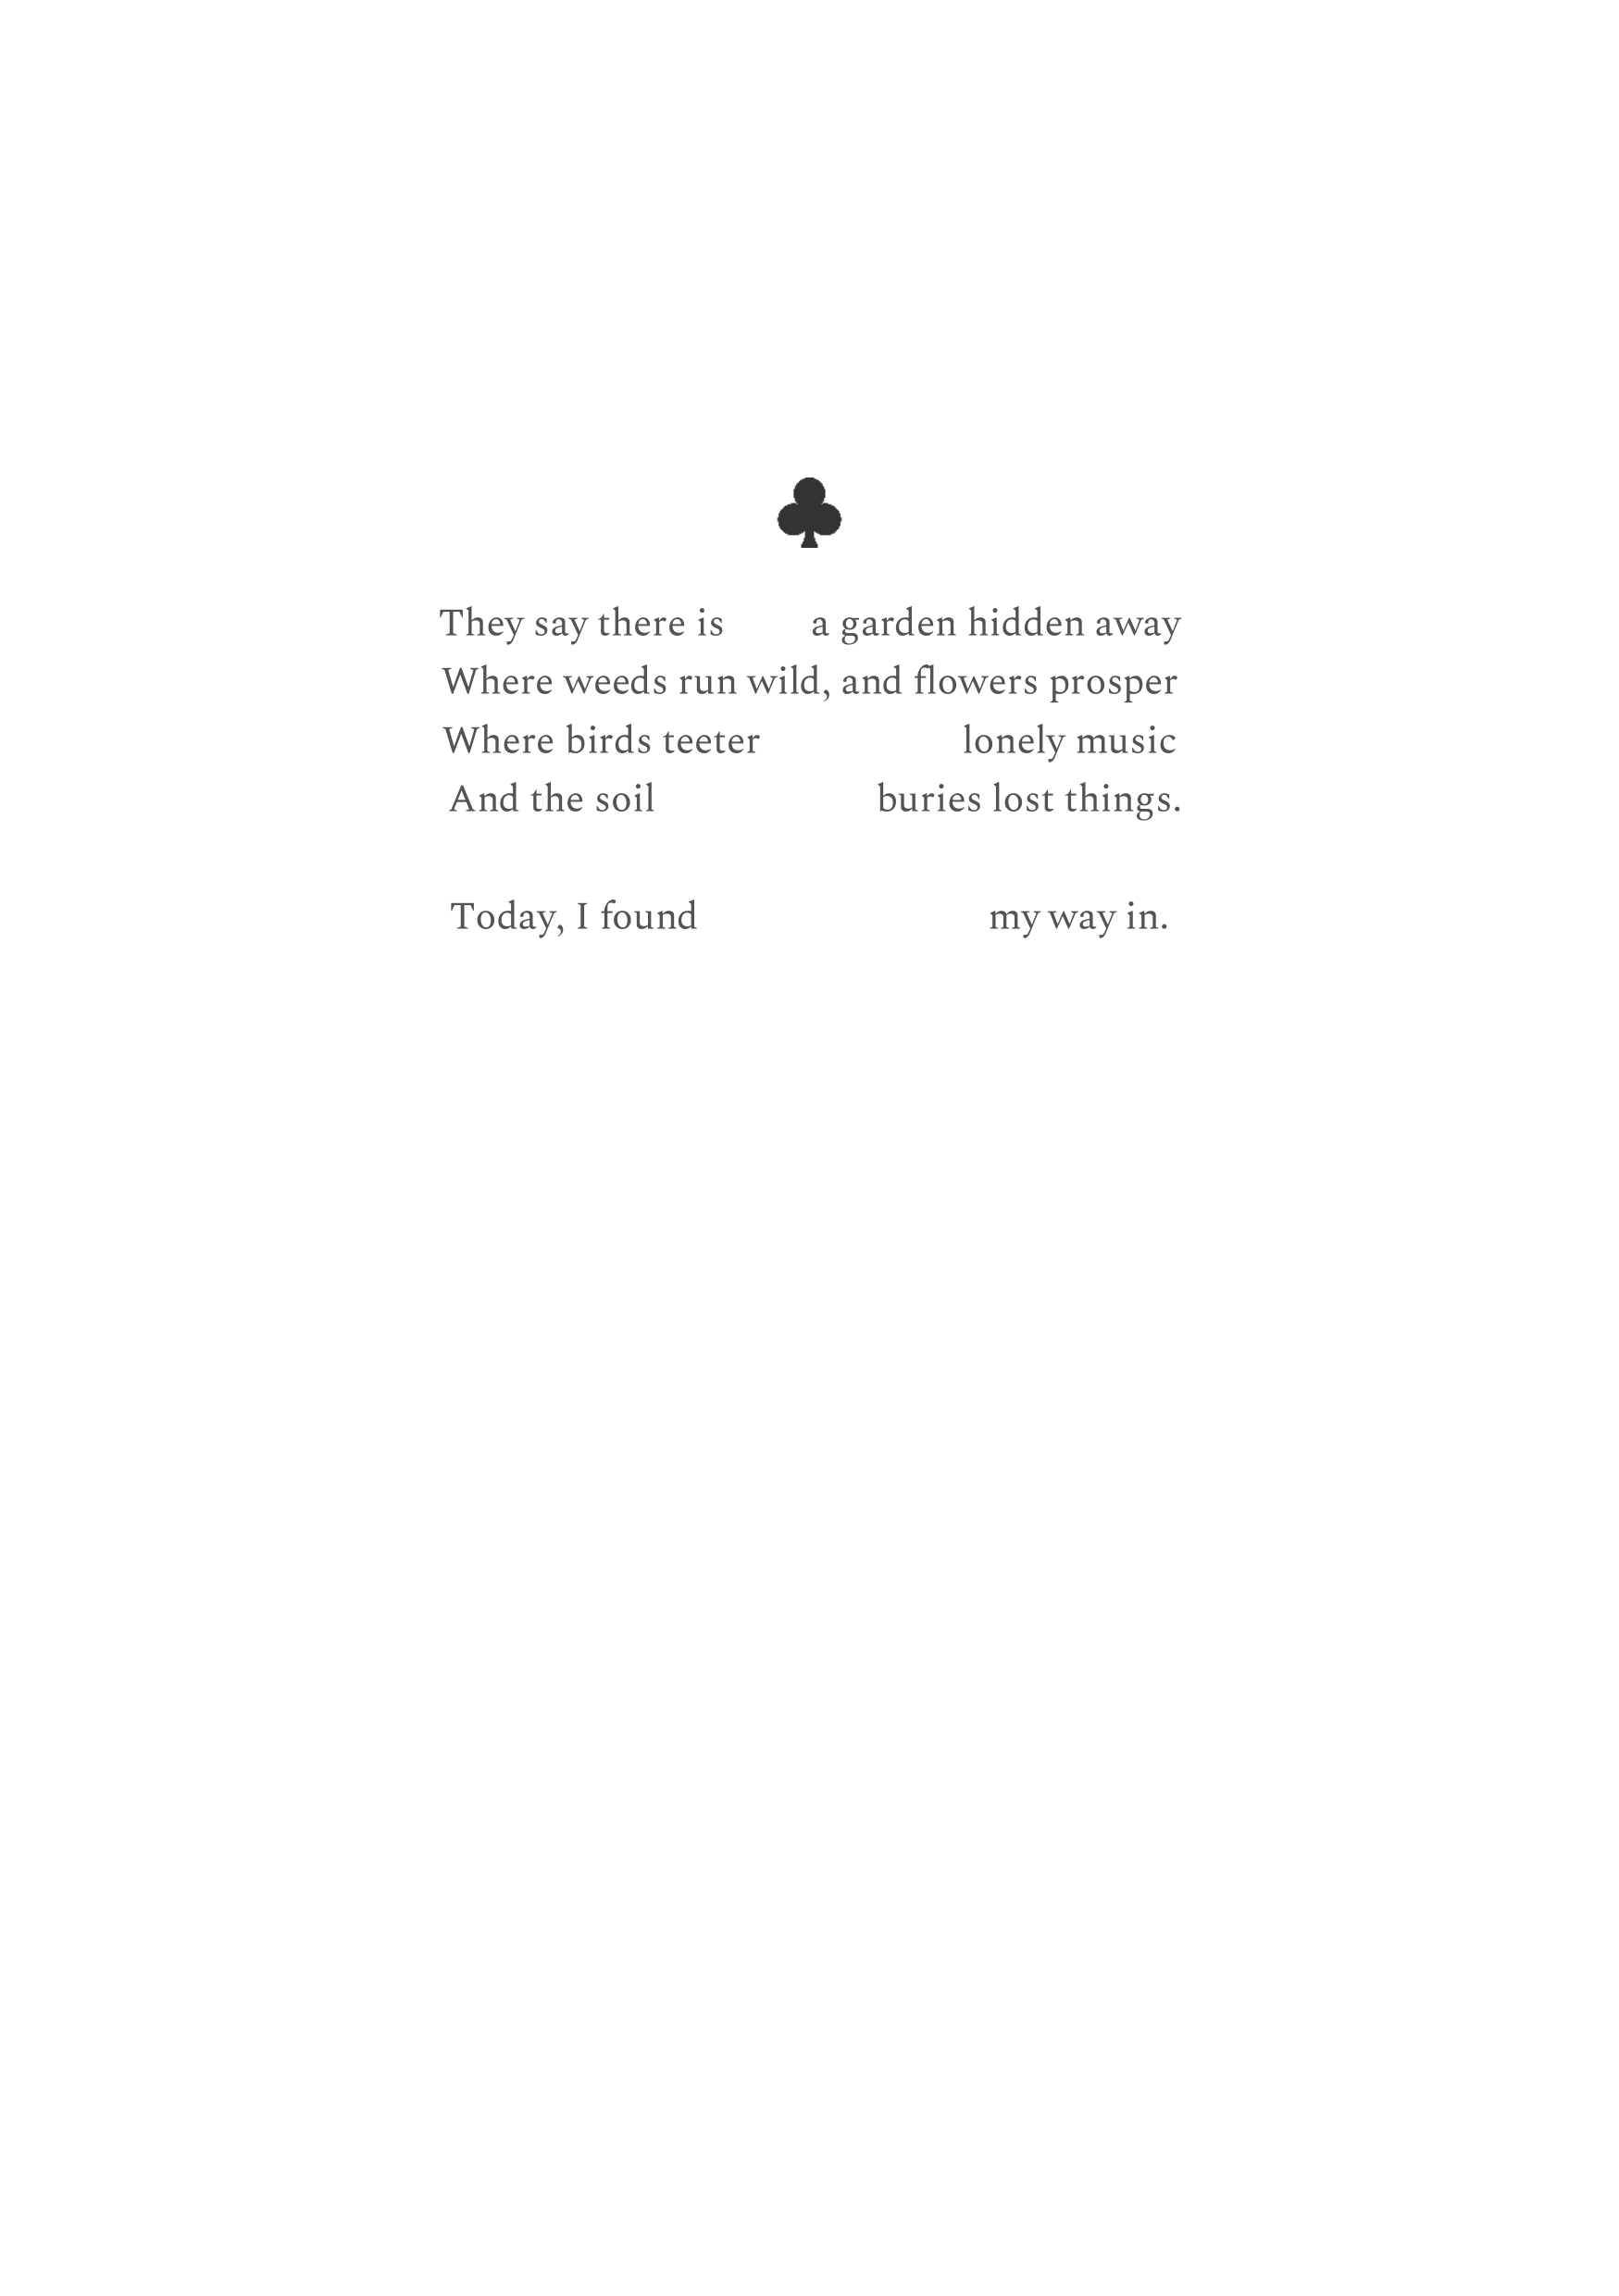 They say there is a garden hidden away
Where weeds run wild, and flowers prosper
Where birds teeter lonely music
And the soil buries lost things.
Today, I found my way in.